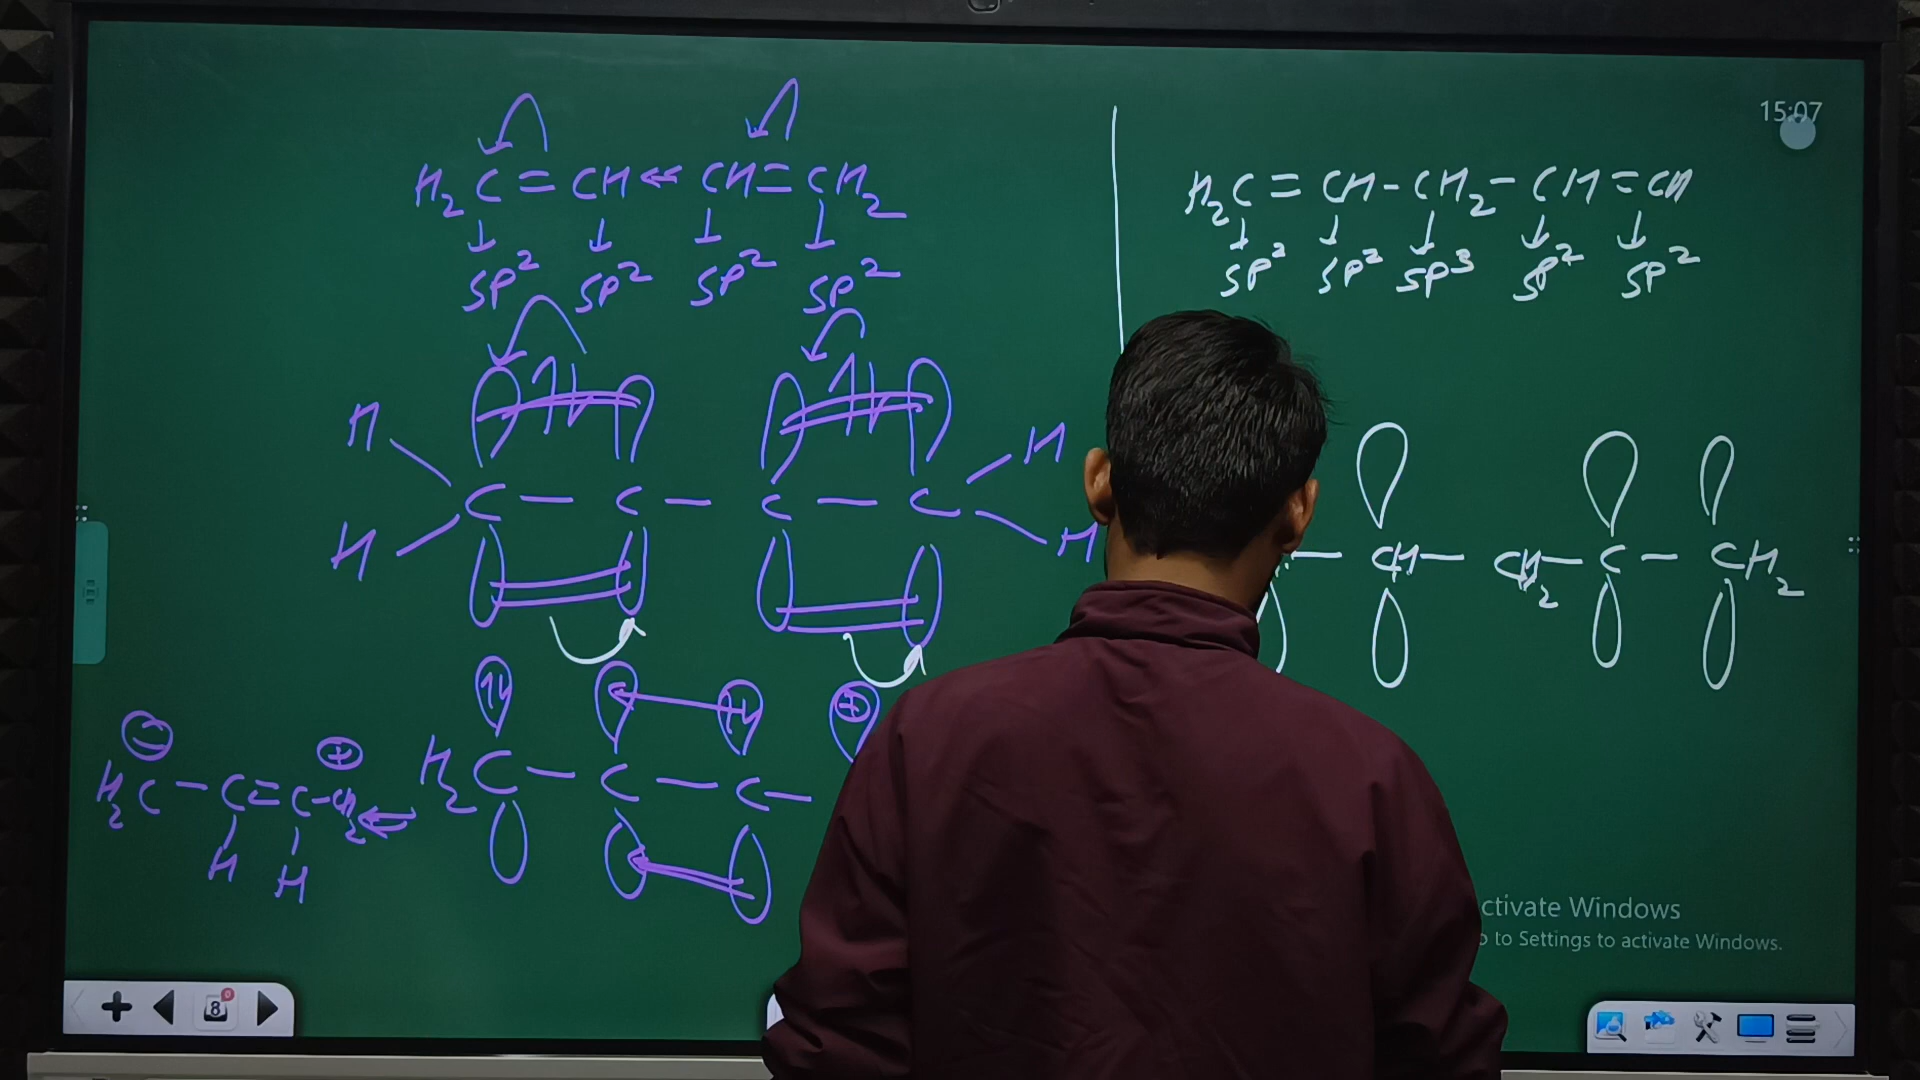 15:07
H₂C = CH CH = CH₂
SP² SP² SP² SP²
H H
C — C — C — C
H H
H₂C — C — C —
⊖ ⊕
H₂C — C = C - CH₂
H H
H₂C = CH - CH₂ - CH = CH
SP² SP² SP³ SP² SP²
— CH — CH₂ — C — CH₂
ctivate Windows
to Settings to activate Windows.
8